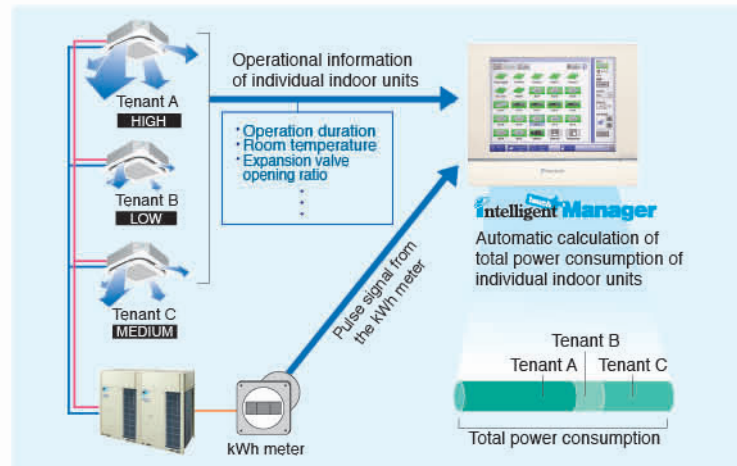 Operational information
of individual indoor units
Tenant A
HIGH
・Operation duration
・Room temperature
・Expansion valve
opening ratio
Tenant B
LOW
Tenant C
MEDIUM
Pulse signal from
the kWh meter
kWh meter
intelligent Touch Manager
Automatic calculation of
total power consumption of
individual indoor units
Tenant B
Tenant A
Tenant C
Total power consumption